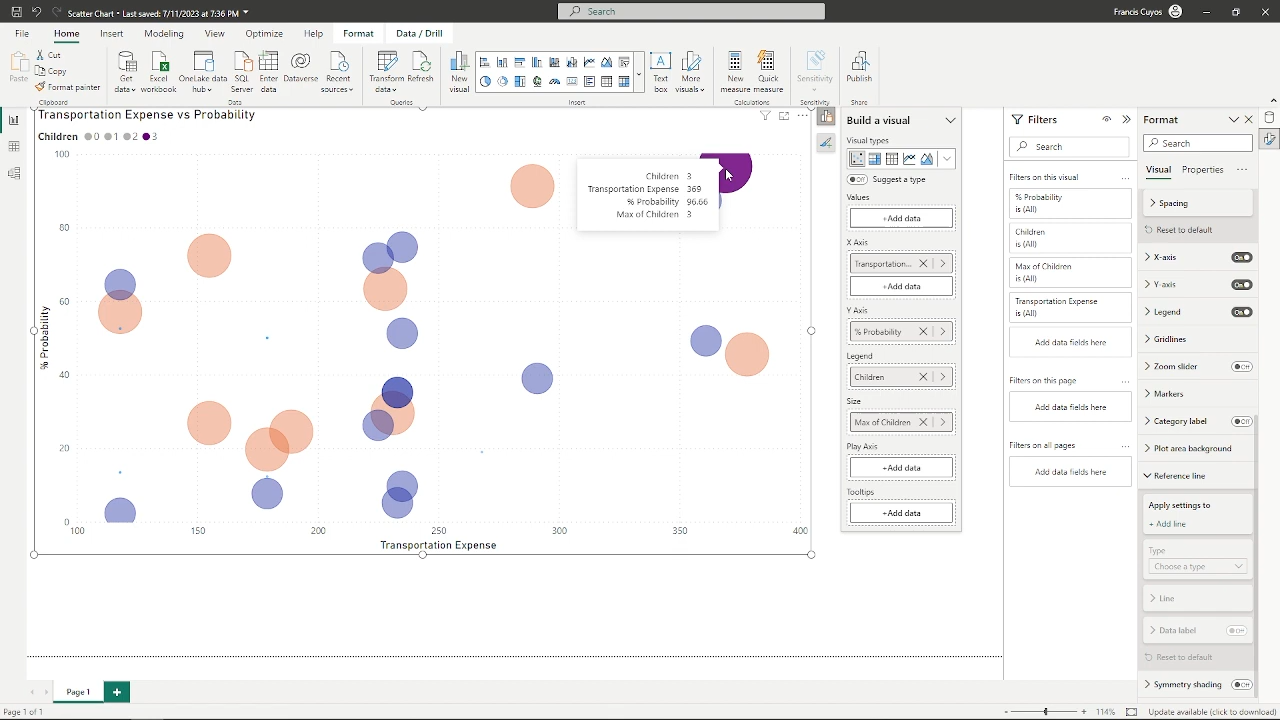 Scatter Chart • Last saved: 7/11/2023 at 7:36 PM
Search
Francis Cuyos
File
Home
Insert
Modeling
View
Optimize
Help
Format
Data / Drill
Paste
Cut
Copy
Format painter
Clipboard
Get data
Excel workbook
OneLake data hub
SQL Server
Enter data
Dataverse
Recent sources
Data
Transform data
Refresh
Queries
New visual
Text box
More visuals
Insert
New measure
Quick measure
Calculations
Sensitivity
Sensitivity
Publish
Share
Transportation Expense vs Probability
Children 0 1 2 3
100
80
60
40
20
0
% Probability
100 150 200 250 300 350 400
Transportation Expense
Children 3
Transportation Expense 369
% Probability 96.66
Max of Children 3
Build a visual
Visual types
Off Suggest a type
Values
+Add data
X Axis
Transportation...
+Add data
Y Axis
% Probability
Legend
Children
Size
Max of Children
Play Axis
+Add data
Tooltips
+Add data
Filters
Search
Filters on this visual
...
% Probability
is (All)
Children
is (All)
Max of Children
is (All)
Transportation Expense
is (All)
Add data fields here
Filters on this page
...
Add data fields here
Filters on all pages
...
Add data fields here
Format
Search
Visual
Properties
...
Spacing
Reset to default
X-axis On
Y-axis On
Legend On
Gridlines
Zoom slider Off
Markers
Category label Off
Plot area background
Reference line
Apply settings to
+ Add line
Type
Choose a type
Line
Data label Off
Reset to default
Symmetry shading Off
Page 1
+
Page 1 of 1
- + 114%
Update available (click to download)